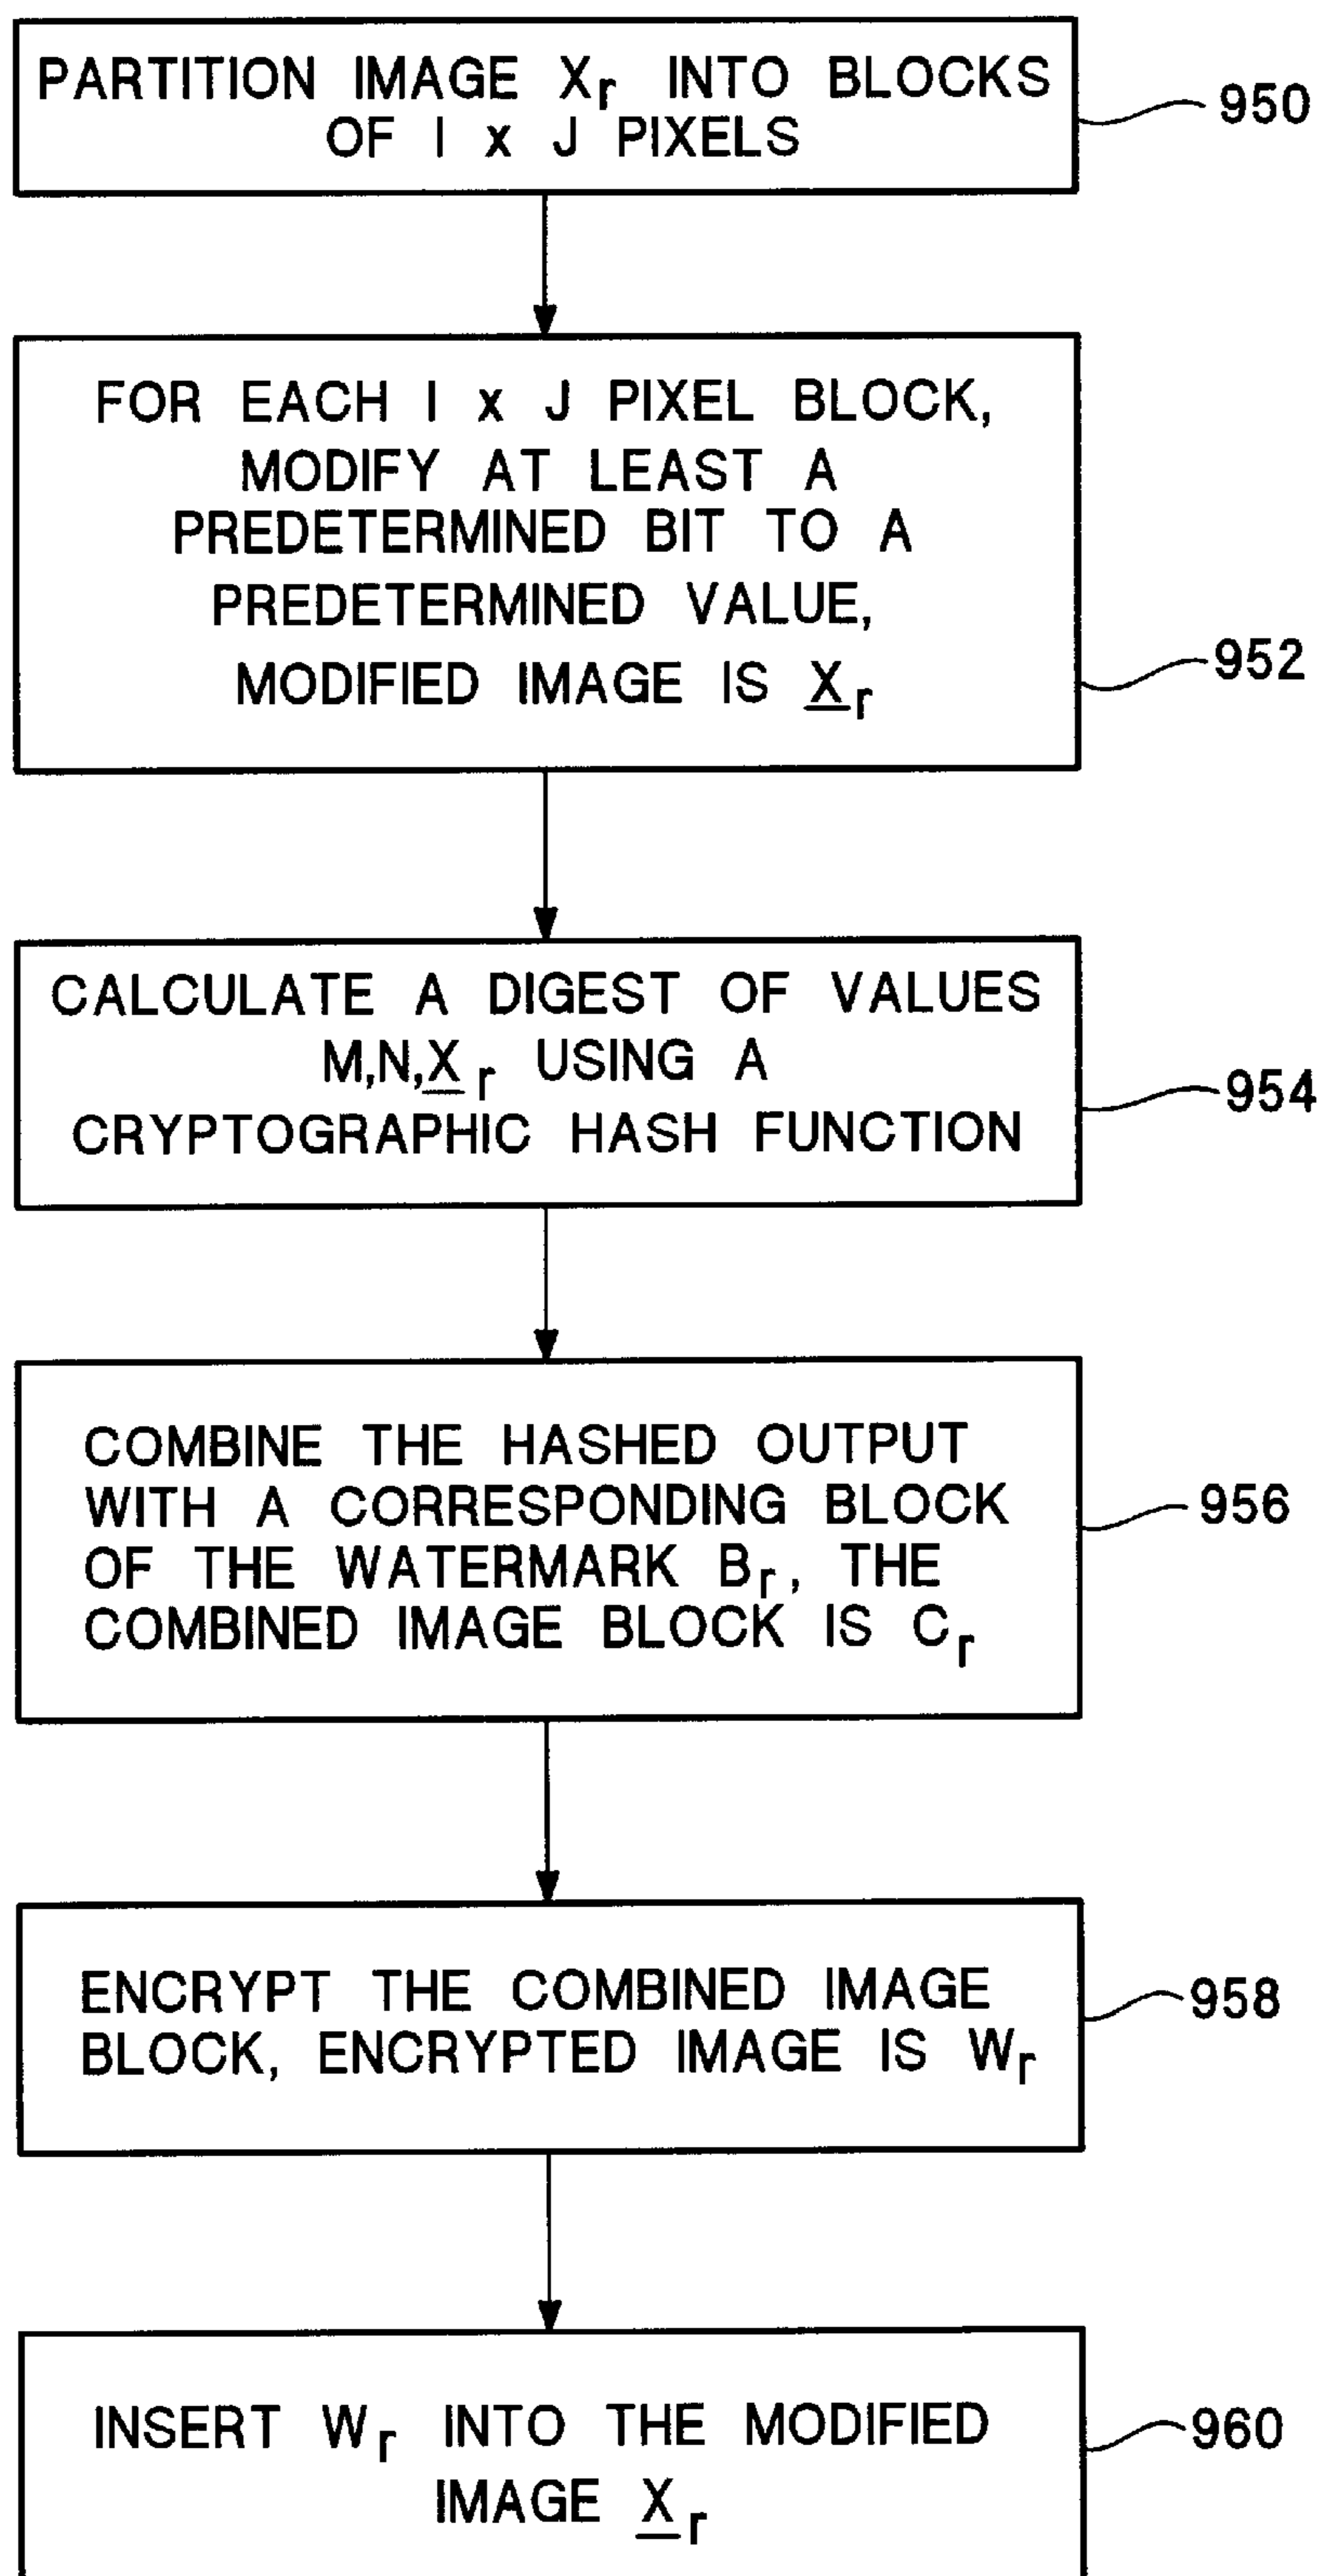 PARTITION IMAGE Xr INTO BLOCKS
OF I x J PIXELS
950
FOR EACH I x J PIXEL BLOCK,
MODIFY AT LEAST A
PREDETERMINED BIT TO A
PREDETERMINED VALUE,
MODIFIED IMAGE IS Xr
952
CALCULATE A DIGEST OF VALUES
M,N,Xr USING A
CRYPTOGRAPHIC HASH FUNCTION
954
COMBINE THE HASHED OUTPUT
WITH A CORRESPONDING BLOCK
OF THE WATERMARK Br, THE
COMBINED IMAGE BLOCK IS Cr
956
ENCRYPT THE COMBINED IMAGE
BLOCK, ENCRYPTED IMAGE IS Wr
958
INSERT Wr INTO THE MODIFIED
IMAGE Xr
960